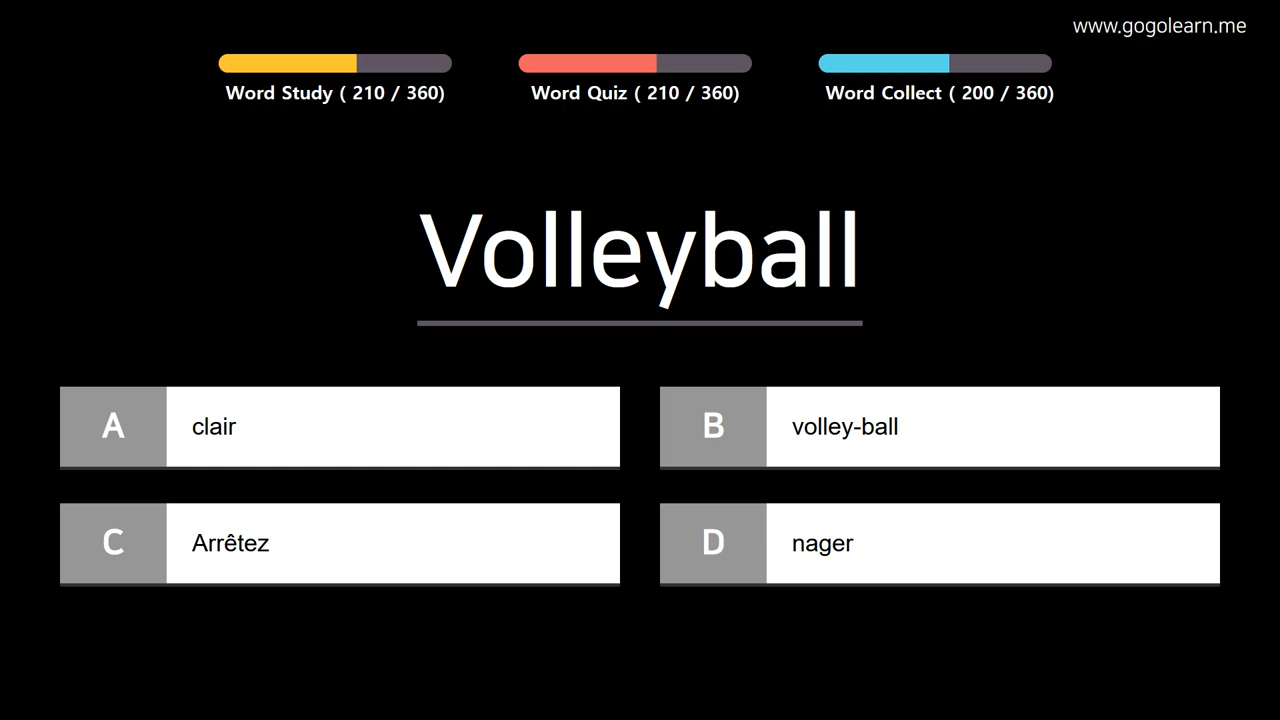 www.gogolearn.me
Word Study ( 210 / 360)
Word Quiz ( 210 / 360)
Word Collect ( 200 / 360)
Volleyball
A clair
B volley-ball
C Arrêtez
D nager